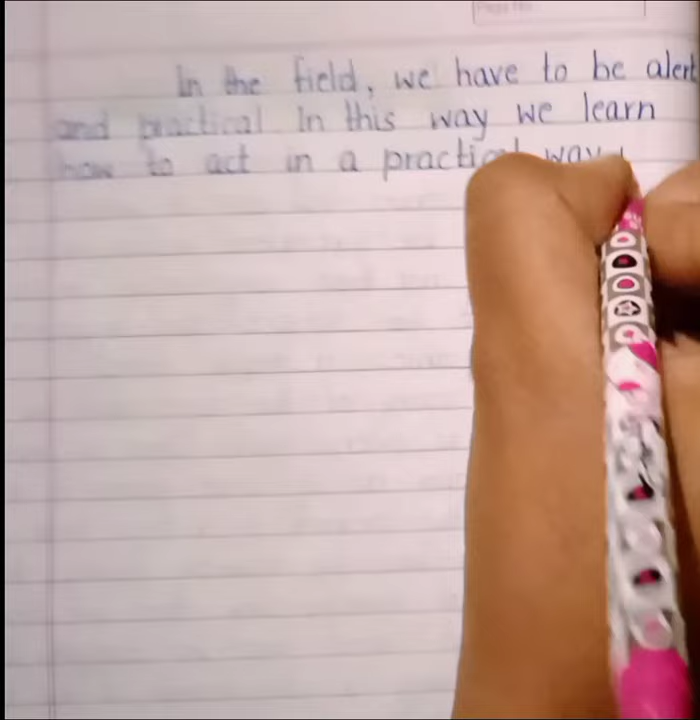 In the field, we have to be alert
and practical In this way we learn
how to act in a practical way.